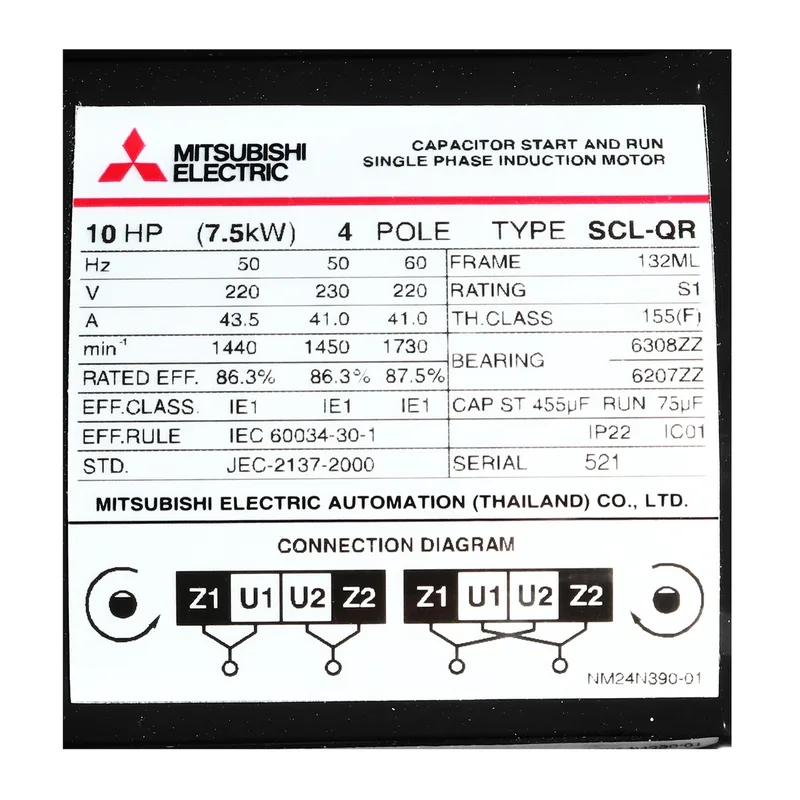 MITSUBISHI
ELECTRIC
CAPACITOR START AND RUN
SINGLE PHASE INDUCTION MOTOR
10 HP (7.5kW) 4 POLE TYPE SCL-QR
Hz 50 50 60 FRAME 132ML
V 220 230 220 RATING S1
A 43.5 41.0 41.0 TH.CLASS 155(F)
min⁻¹ 1440 1450 1730 BEARING 6308ZZ
RATED EFF. 86.3% 86.3% 87.5% 6207ZZ
EFF.CLASS. IE1 IE1 IE1 CAP ST 455µF RUN 75µF
EFF.RULE IEC 60034-30-1 IP22 IC01
STD. JEC-2137-2000 SERIAL 521
MITSUBISHI ELECTRIC AUTOMATION (THAILAND) CO., LTD.
CONNECTION DIAGRAM
Z1 U1 U2 Z2 Z1 U1 U2 Z2
NM24N390-01